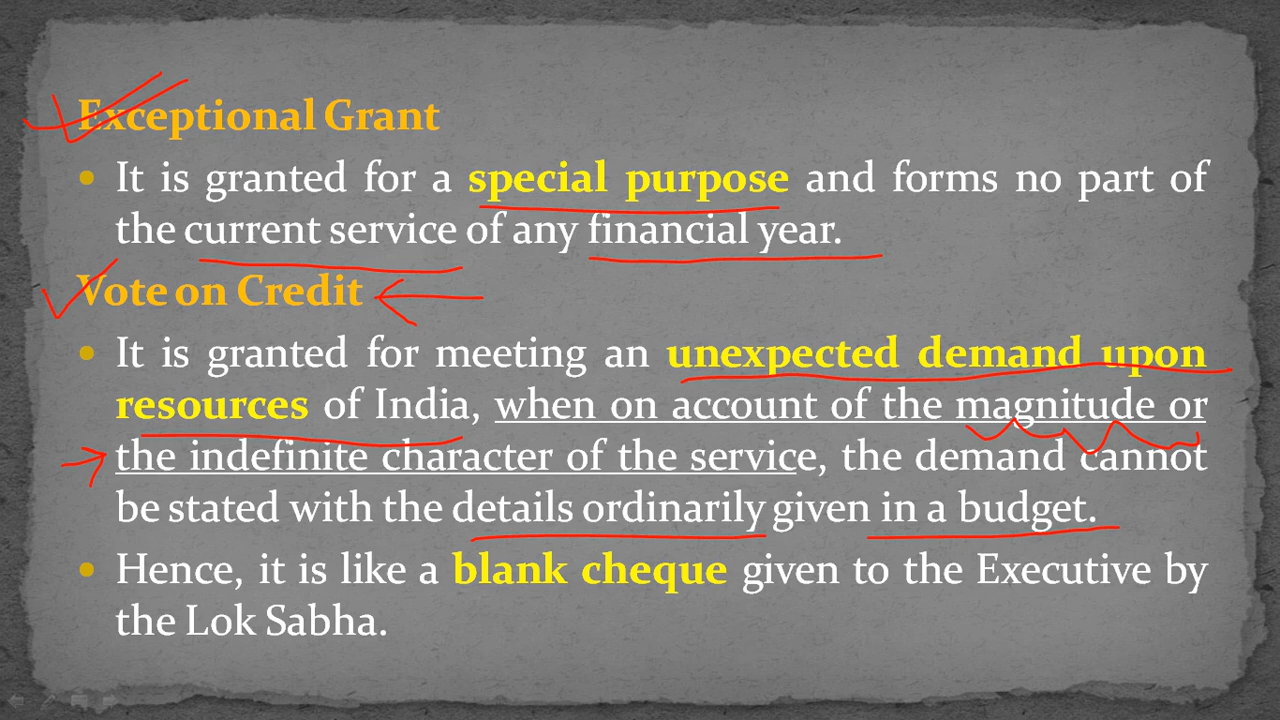 Exceptional Grant
• It is granted for a special purpose and forms no part of
the current service of any financial year.
Vote on Credit
• It is granted for meeting an unexpected demand upon
resources of India, when on account of the magnitude or
the indefinite character of the service, the demand cannot
be stated with the details ordinarily given in a budget.
• Hence, it is like a blank cheque given to the Executive by
the Lok Sabha.